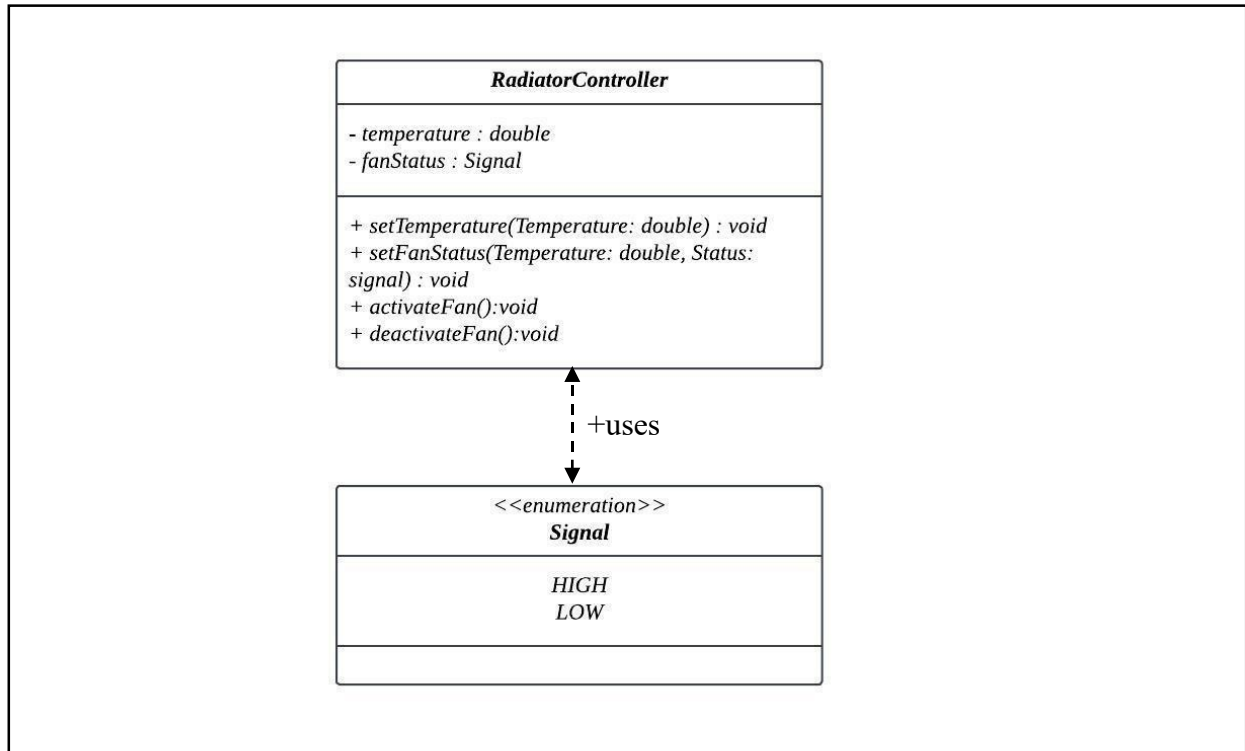 RadiatorController
- temperature : double
- fanStatus : Signal
+ setTemperature(Temperature: double) : void
+ setFanStatus(Temperature: double, Status:
signal) : void
+ activateFan():void
+ deactivateFan():void
+uses
<<enumeration>>
Signal
HIGH
LOW